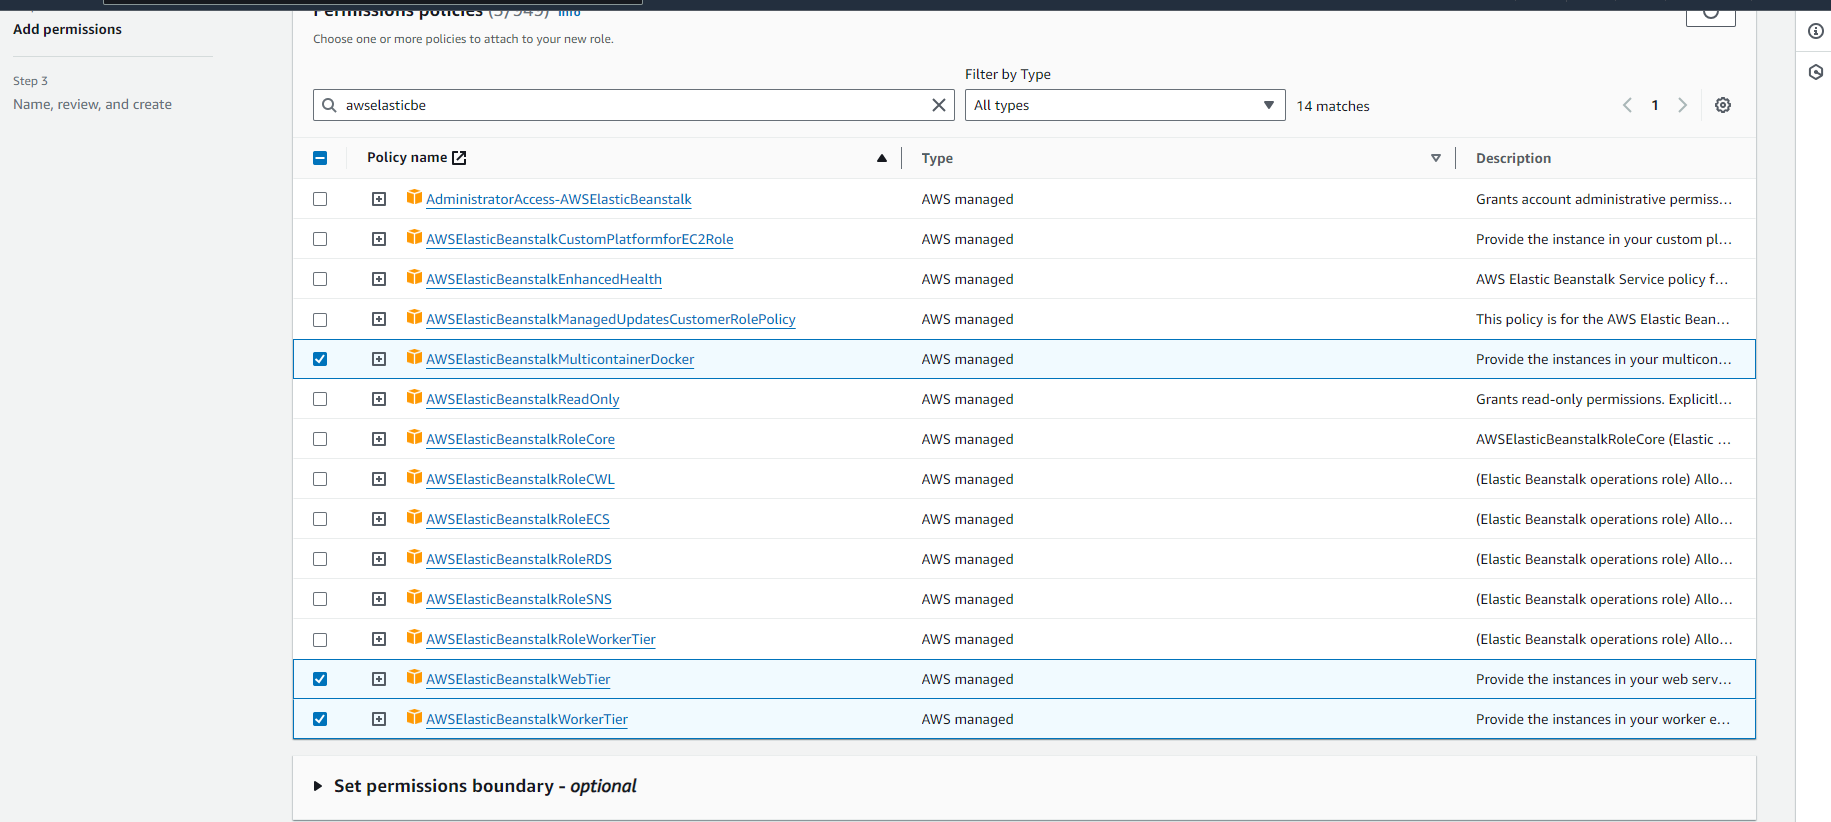 Add permissions
Step 3
Name, review, and create
Permissions policies (3/949) Info
Choose one or more policies to attach to your new role.
Filter by Type
awselasticbe
All types
14 matches
1
Policy name
Type
Description
AdministratorAccess-AWSElasticBeanstalk AWS managed Grants account administrative permiss...
AWSElasticBeanstalkCustomPlatformforEC2Role AWS managed Provide the instance in your custom pl...
AWSElasticBeanstalkEnhancedHealth AWS managed AWS Elastic Beanstalk Service policy f...
AWSElasticBeanstalkManagedUpdatesCustomerRolePolicy AWS managed This policy is for the AWS Elastic Bean...
AWSElasticBeanstalkMulticontainerDocker AWS managed Provide the instances in your multicon...
AWSElasticBeanstalkReadOnly AWS managed Grants read-only permissions. Explicitl...
AWSElasticBeanstalkRoleCore AWS managed AWSElasticBeanstalkRoleCore (Elastic ...
AWSElasticBeanstalkRoleCWL AWS managed (Elastic Beanstalk operations role) Allo...
AWSElasticBeanstalkRoleECS AWS managed (Elastic Beanstalk operations role) Allo...
AWSElasticBeanstalkRoleRDS AWS managed (Elastic Beanstalk operations role) Allo...
AWSElasticBeanstalkRoleSNS AWS managed (Elastic Beanstalk operations role) Allo...
AWSElasticBeanstalkRoleWorkerTier AWS managed (Elastic Beanstalk operations role) Allo...
AWSElasticBeanstalkWebTier AWS managed Provide the instances in your web serv...
AWSElasticBeanstalkWorkerTier AWS managed Provide the instances in your worker e...
Set permissions boundary - optional